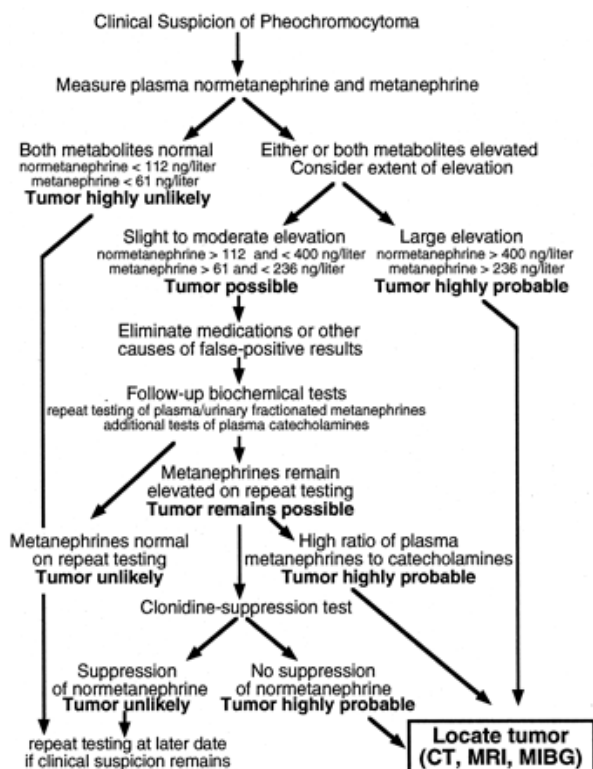 Clinical Suspicion of Pheochromocytoma
Measure plasma normetanephrine and metanephrine
Both metabolites normal
normetanephrine < 112 ng/liter
metanephrine < 61 ng/liter
Tumor highly unlikely
Either or both metabolites elevated
Consider extent of elevation
Slight to moderate elevation
normetanephrine > 112 and < 400 ng/liter
metanephrine > 61 and < 236 ng/liter
Tumor possible
Large elevation
normetanephrine > 400 ng/liter
metanephrine > 236 ng/liter
Tumor highly probable
Eliminate medications or other
causes of false-positive results
Follow-up biochemical tests
repeat testing of plasma/urinary fractionated metanephrines
additional tests of plasma catecholamines
Metanephrines remain
elevated on repeat testing
Tumor remains possible
Metanephrines normal
on repeat testing
Tumor unlikely
High ratio of plasma
metanephrines to catecholamines
Tumor highly probable
Clonidine-suppression test
Suppression
of normetanephrine
Tumor unlikely
No suppression
of normetanephrine
Tumor highly probable
repeat testing at later date
if clinical suspicion remains
Locate tumor
(CT, MRI, MIBG)